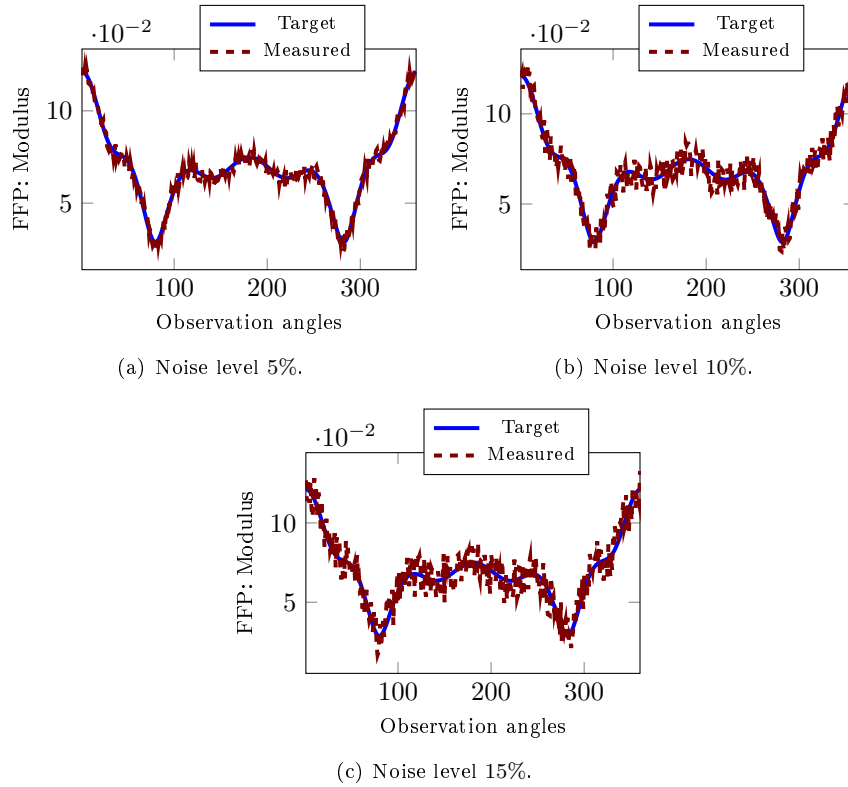 Target
Measured
·10⁻²
10
5
FFP: Modulus
100 200 300
Observation angles
(a) Noise level 5%.
Target
Measured
·10⁻²
10
5
FFP: Modulus
100 200 300
Observation angles
(b) Noise level 10%.
Target
Measured
·10⁻²
10
5
FFP: Modulus
100 200 300
Observation angles
(c) Noise level 15%.